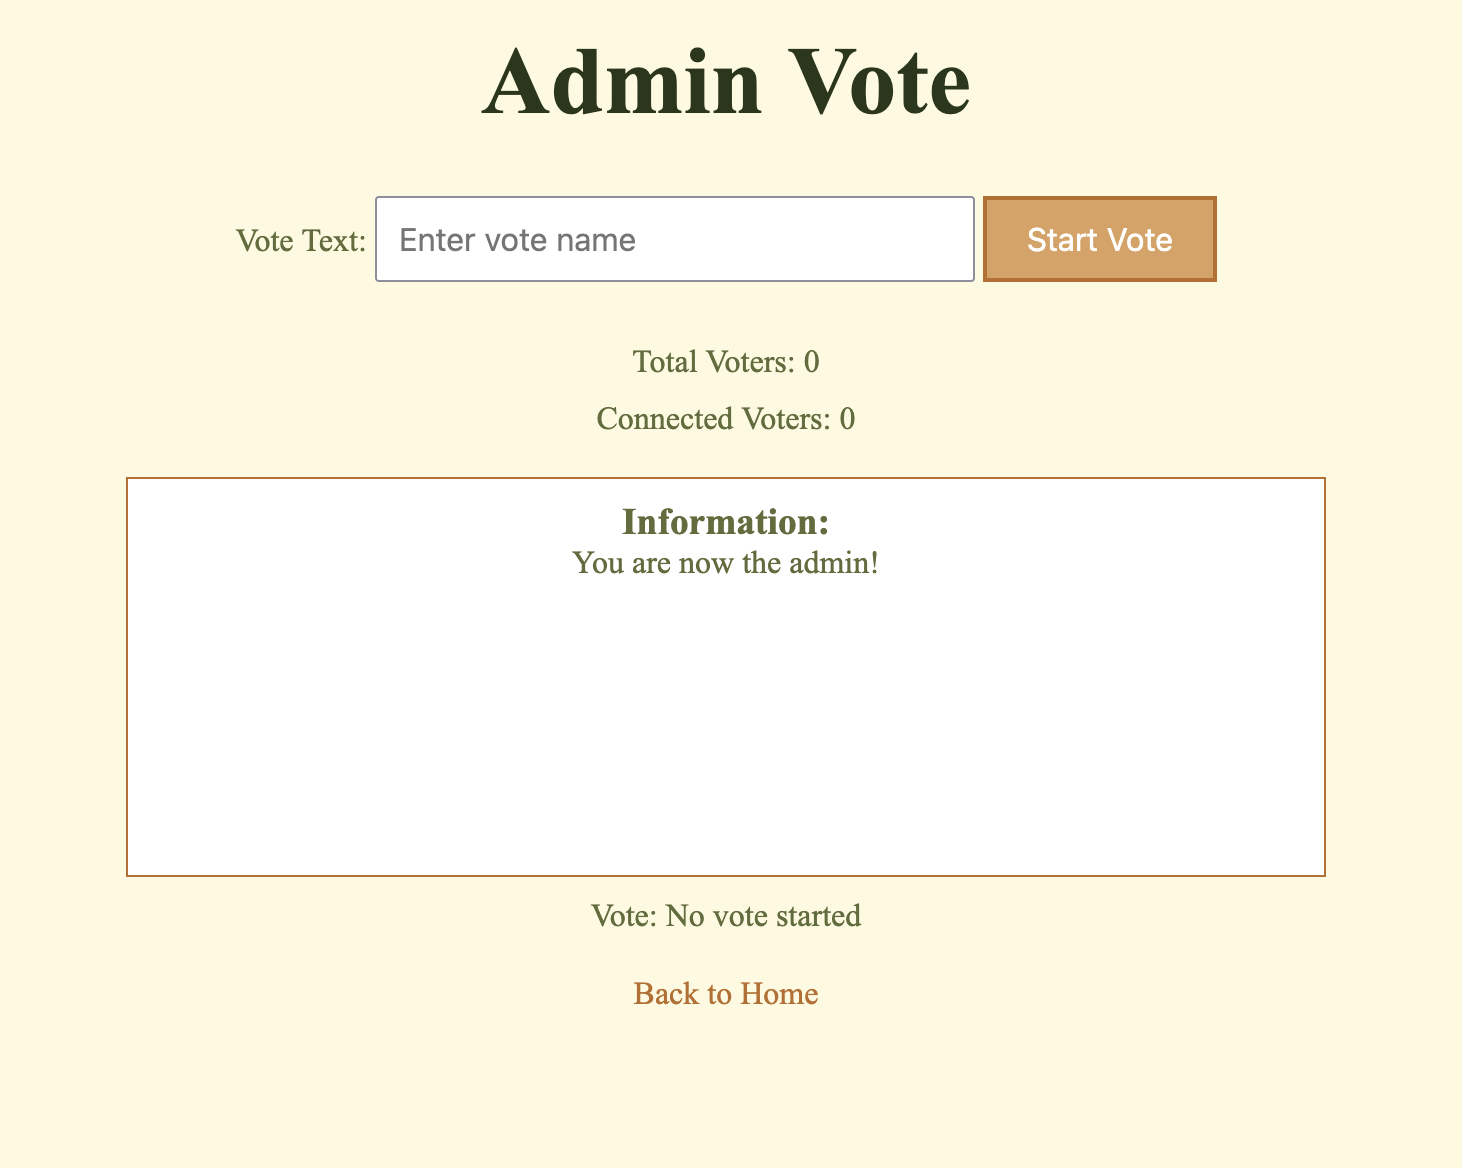 Admin Vote
Vote Text: Enter vote name Start Vote
Total Voters: 0
Connected Voters: 0
Information:
You are now the admin!
Vote: No vote started
Back to Home